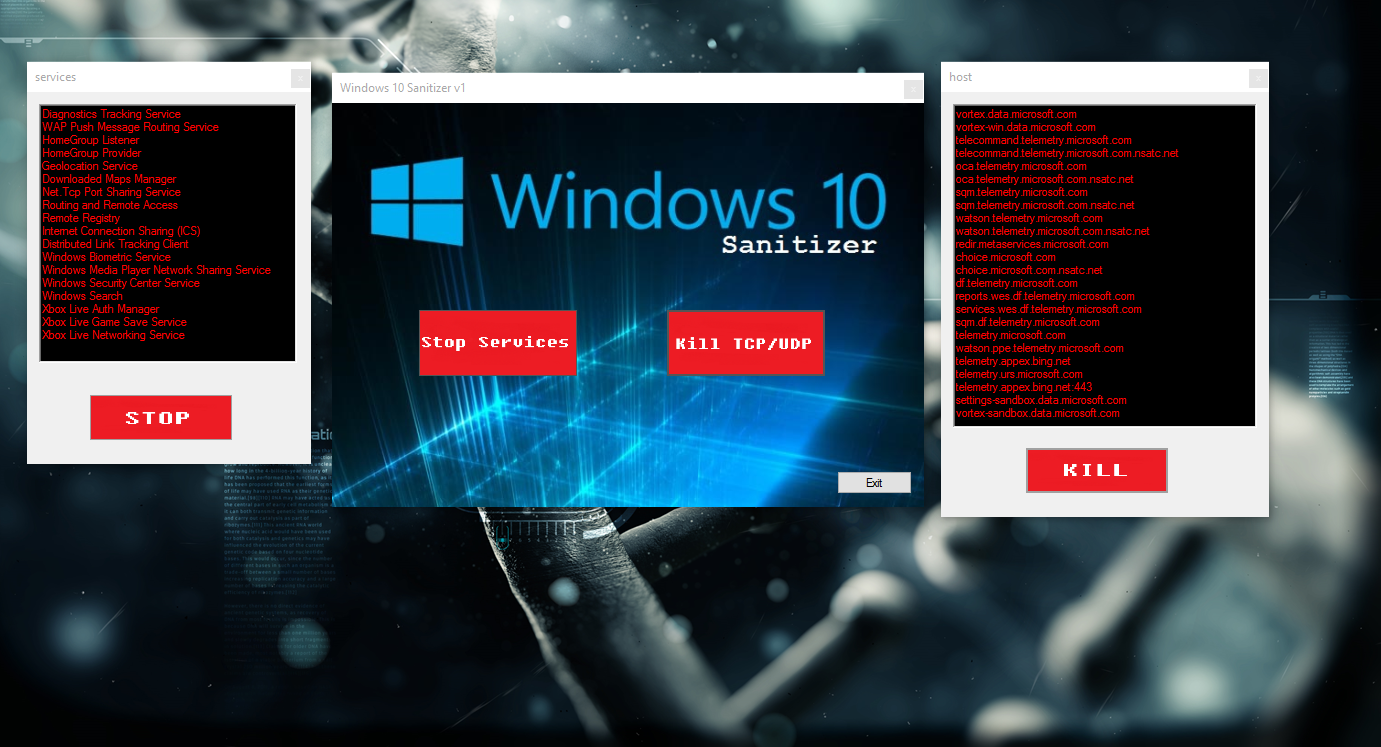 services
x
Diagnostics Tracking Service
WAP Push Message Routing Service
HomeGroup Listener
HomeGroup Provider
Geolocation Service
Downloaded Maps Manager
Net.Tcp Port Sharing Service
Routing and Remote Access
Remote Registry
Internet Connection Sharing (ICS)
Distributed Link Tracking Client
Windows Biometric Service
Windows Media Player Network Sharing Service
Windows Security Center Service
Windows Search
Xbox Live Auth Manager
Xbox Live Game Save Service
Xbox Live Networking Service
STOP
Windows 10 Sanitizer v1
x
Windows 10
Sanitizer
Stop Services
Kill TCP/UDP
Exit
host
x
vortex.data.microsoft.com
vortex-win.data.microsoft.com
telecommand.telemetry.microsoft.com
telecommand.telemetry.microsoft.com.nsatc.net
oca.telemetry.microsoft.com
oca.telemetry.microsoft.com.nsatc.net
sqm.telemetry.microsoft.com
sqm.telemetry.microsoft.com.nsatc.net
watson.telemetry.microsoft.com
watson.telemetry.microsoft.com.nsatc.net
redir.metaservices.microsoft.com
choice.microsoft.com
choice.microsoft.com.nsatc.net
df.telemetry.microsoft.com
reports.wes.df.telemetry.microsoft.com
services.wes.df.telemetry.microsoft.com
sqm.df.telemetry.microsoft.com
telemetry.microsoft.com
watson.ppe.telemetry.microsoft.com
telemetry.appex.bing.net
telemetry.urs.microsoft.com
telemetry.appex.bing.net:443
settings-sandbox.data.microsoft.com
vortex-sandbox.data.microsoft.com
KILL